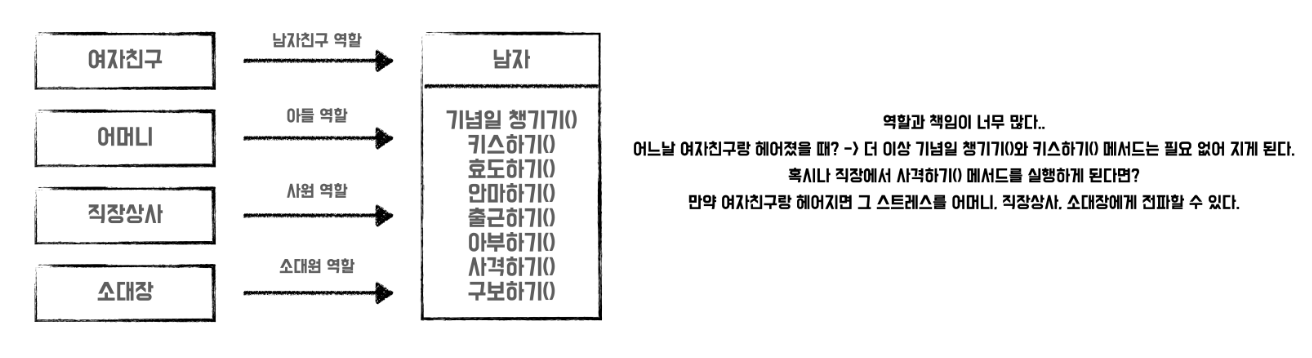 여자친구
남자친구 역할
어머니
아들 역할
직장상사
사원 역할
소대장
소대원 역할
남자
기념일 챙기기()
키스하기()
효도하기()
안마하기()
출근하기()
아부하기()
사격하기()
구보하기()
역할과 책임이 너무 많다..
어느날 여자친구랑 헤어졌을 때? -> 더 이상 기념일 챙기기()와 키스하기() 메서드는 필요 없어 지게 된다.
혹시나 직장에서 사격하기() 메서드를 실행하게 된다면?
만약 여자친구랑 헤어지면 그 스트레스를 어머니, 직장상사, 소대장에게 전파할 수 있다.